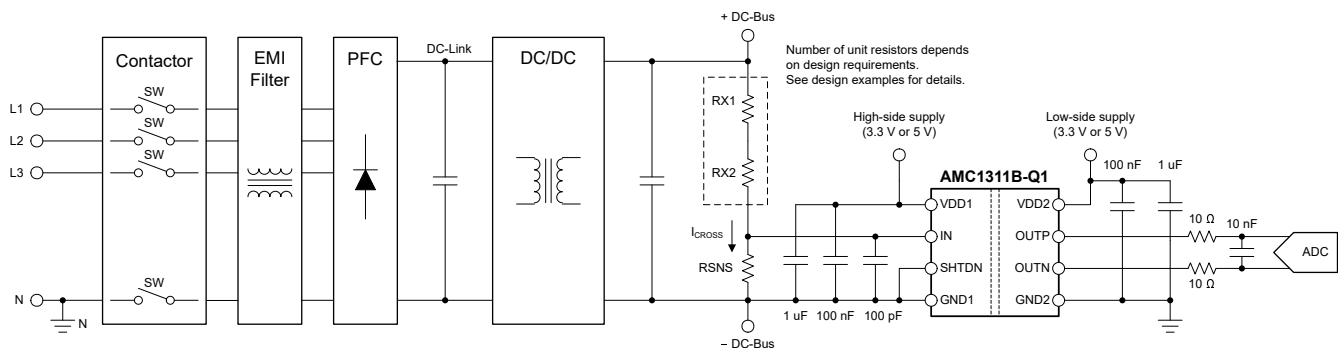 + DC-Bus
Contactor
EMI
Filter
PFC
DC-Link
DC/DC
Number of unit resistors depends
on design requirements.
See design examples for details.
SW
L1
SW
L2
SW
L3
RX1
RX2
High-side supply
(3.3 V or 5 V)
Low-side supply
(3.3 V or 5 V)
100 nF
1 uF
AMC1311B-Q1
VDD1
VDD2
ICROSS
IN
OUTP
10 Ω
10 nF
ADC
RSNS
SHTDN
OUTN
10 Ω
SW
N
GND1
GND2
N
1 uF
100 nF
100 pF
– DC-Bus